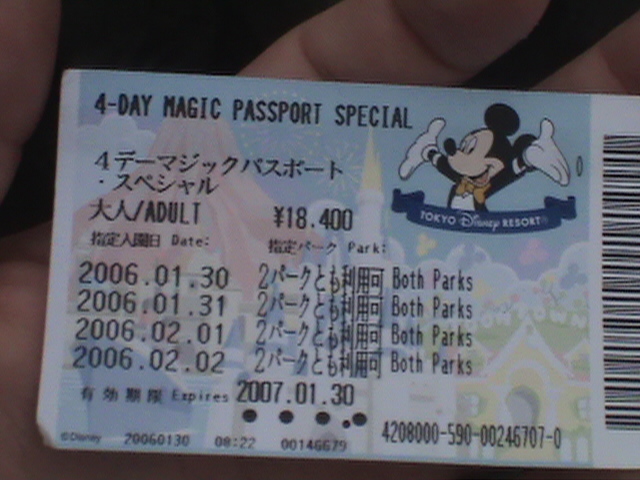 4-DAY MAGIC PASSPORT SPECIAL
4デーマジックパスポート
・スペシャル
大人/ADULT ¥18.400
TOKYO Disney RESORT®
指定入園日 Date: 指定パーク Park:
2006.01.30 2パークとも利用可 Both Parks
2006.01.31 2パークとも利用可 Both Parks
2006.02.01 2パークとも利用可 Both Parks
2006.02.02 2パークとも利用可 Both Parks
有効期限 Expires 2007.01.30
©Disney 20060130 08:22 00146679 4208000-590-00246707-0